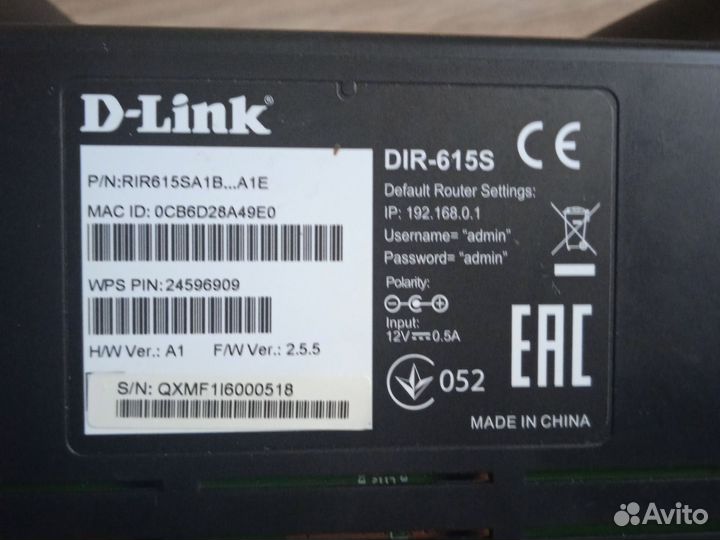 D-Link
P/N:RIR615SA1B...A1E
MAC ID: 0CB6D28A49E0
WPS PIN: 24596909
H/W Ver.: A1 F/W Ver.: 2.5.5
S/N: QXMF1I6000518
DIR-615S
CE
Default Router Settings:
IP: 192.168.0.1
Username= "admin"
Password= "admin"
Polarity:
Input:
12V⎓0.5A
052
EAC
MADE IN CHINA
Avito